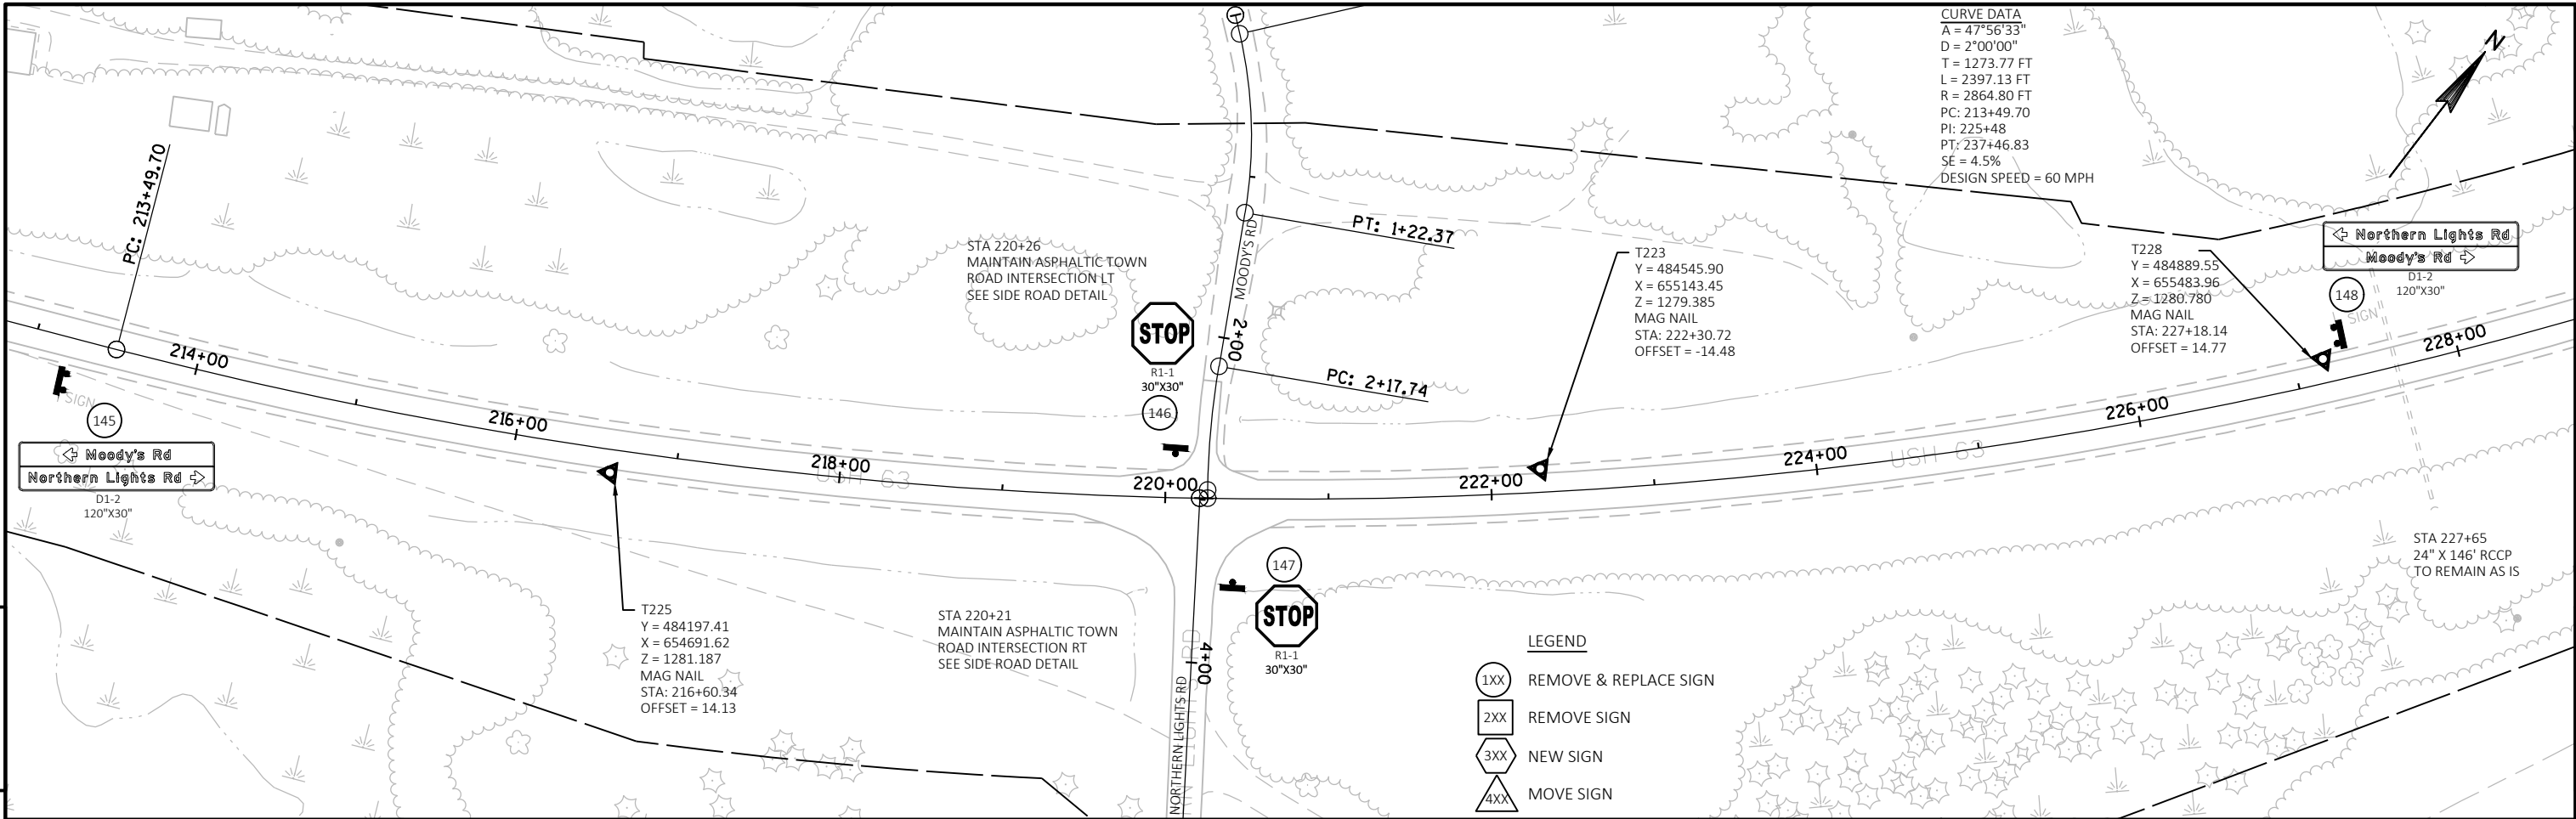 CURVE DATA
A = 47°56'33"
D = 2°00'00"
T = 1273.77 FT
L = 2397.13 FT
R = 2864.80 FT
PC: 213+49.70
PI: 225+48
PT: 237+46.83
SE = 4.5%
DESIGN SPEED = 60 MPH
N
PC: 213+49.70
STA 220+26
MAINTAIN ASPHALTIC TOWN
ROAD INTERSECTION LT
SEE SIDE ROAD DETAIL
MOODY'S RD
PT: 1+22.37
T223
Y = 484545.90
X = 655143.45
Z = 1279.385
MAG NAIL
STA: 222+30.72
OFFSET = -14.48
T228
Y = 484889.55
X = 655483.96
Z = 1280.780
MAG NAIL
STA: 227+18.14
OFFSET = 14.77
Northern Lights Rd
Moody's Rd
D1-2
120"X30"
148
SIGN
STOP
R1-1
30"X30"
146
2+00
PC: 2+17.74
214+00
216+00
218+00
220+00
222+00
224+00
226+00
228+00
USH 63
USH 63
SIGN
145
Moody's Rd
Northern Lights Rd
D1-2
120"X30"
T225
Y = 484197.41
X = 654691.62
Z = 1281.187
MAG NAIL
STA: 216+60.34
OFFSET = 14.13
STA 220+21
MAINTAIN ASPHALTIC TOWN
ROAD INTERSECTION RT
SEE SIDE ROAD DETAIL
147
STOP
R1-1
30"X30"
4+00
NORTHERN LIGHTS RD
STA 227+65
24" X 146' RCCP
TO REMAIN AS IS
LEGEND
1XX REMOVE & REPLACE SIGN
2XX REMOVE SIGN
3XX NEW SIGN
4XX MOVE SIGN